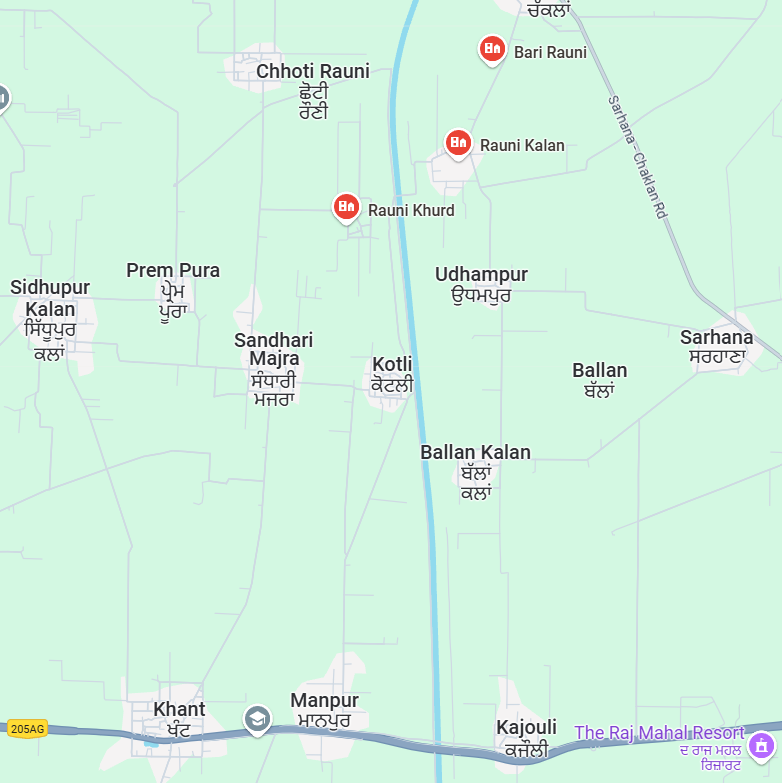 ਚੱਕਲਾਂ
Bari Rauni
Chhoti Rauni
ਛੋਟੀ
ਰੌਣੀ
Sarhana - Chaklan Rd
Rauni Kalan
Rauni Khurd
Prem Pura
ਪ੍ਰੇਮ
ਪੂਰਾ
Udhampur
ਉਧਮਪੁਰ
Sidhupur
Kalan
ਸਿੱਧੂਪੁਰ
ਕਲਾਂ
Sandhari
Majra
ਸੰਧਾਰੀ
ਮਜਰਾ
Sarhana
ਸਰਹਾਣਾ
Kotli
ਕੋਟਲੀ
Ballan
ਬੱਲਾਂ
Ballan Kalan
ਬੱਲਾਂ
ਕਲਾਂ
Khant
ਖੰਟ
Manpur
ਮਾਨਪੁਰ
205AG
Kajouli
ਕਜੌਲੀ
The Raj Mahal Resort
ਦ ਰਾਜ ਮਹਲ
ਰਿਜ਼ਾਰਟ